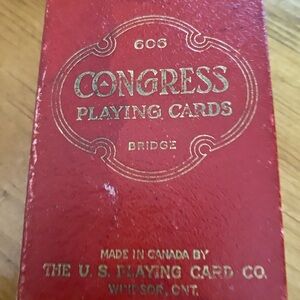 606
CONGRESS
PLAYING CARDS
BRIDGE
MADE IN CANADA BY
THE U. S. PLAYING CARD CO.
WINDSOR, ONT.